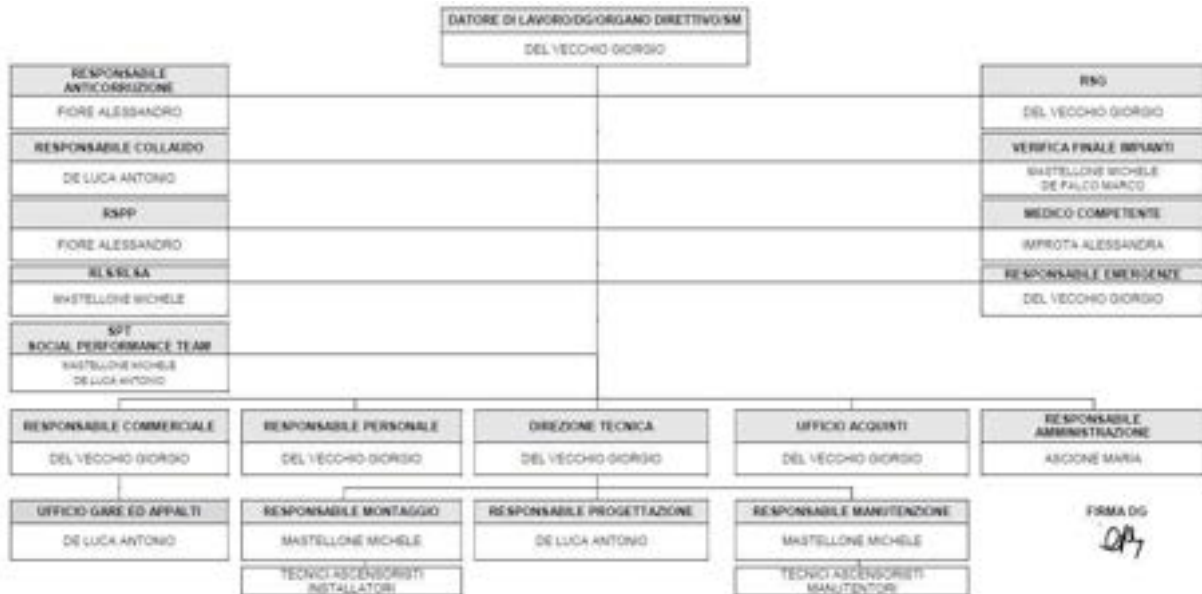 DATORE DI LAVORO/DG/ORGANO DIRETTIVO/SM
DEL VECCHIO GIORGIO
RESPONSABILE
ANTICORRUZIONE
FIORE ALESSANDRO
RSG
DEL VECCHIO GIORGIO
RESPONSABILE COLLAUDO
DE LUCA ANTONIO
VERIFICA FINALE IMPIANTI
MASTELLONE MICHELE
DE FALCO MARCO
RSPP
FIORE ALESSANDRO
MEDICO COMPETENTE
IMPROTA ALESSANDRA
RLS/RLSA
MASTELLONE MICHELE
RESPONSABILE EMERGENZE
DEL VECCHIO GIORGIO
SPT
SOCIAL PERFORMANCE TEAM
MASTELLONE MICHELE
DE LUCA ANTONIO
RESPONSABILE COMMERCIALE
DEL VECCHIO GIORGIO
RESPONSABILE PERSONALE
DEL VECCHIO GIORGIO
DIREZIONE TECNICA
DEL VECCHIO GIORGIO
UFFICIO ACQUISTI
DEL VECCHIO GIORGIO
RESPONSABILE
AMMINISTRAZIONE
ASCIONE MARIA
UFFICIO GARE ED APPALTI
DE LUCA ANTONIO
RESPONSABILE MONTAGGIO
MASTELLONE MICHELE
TECNICI ASCENSORISTI
INSTALLATORI
RESPONSABILE PROGETTAZIONE
DE LUCA ANTONIO
RESPONSABILE MANUTENZIONE
MASTELLONE MICHELE
TECNICI ASCENSORISTI
MANUTENTORI
FIRMA DG